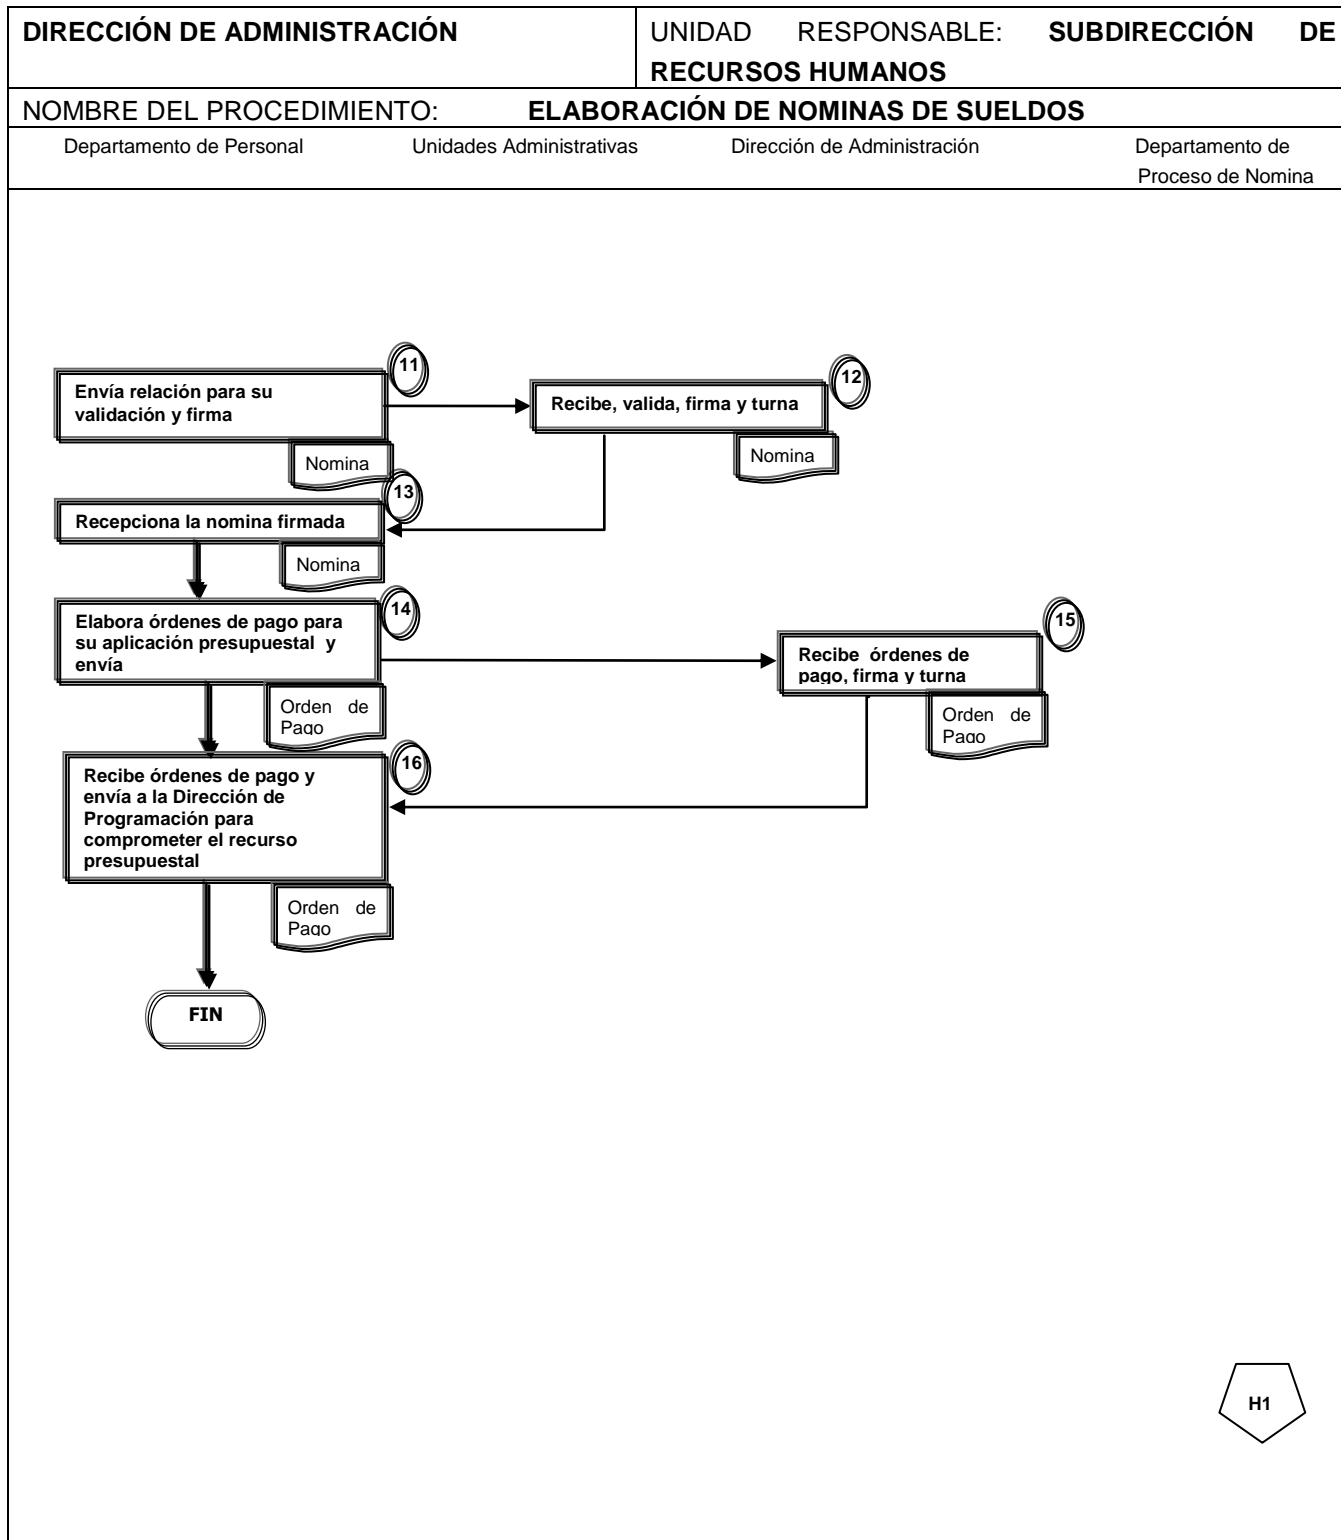 DIRECCIÓN DE ADMINISTRACIÓN
UNIDAD RESPONSABLE: SUBDIRECCIÓN DE
RECURSOS HUMANOS
NOMBRE DEL PROCEDIMIENTO: ELABORACIÓN DE NOMINAS DE SUELDOS
Departamento de Personal
Unidades Administrativas
Dirección de Administración
Departamento de
Proceso de Nomina
11
Envía relación para su
validación y firma
Nomina
12
Recibe, valida, firma y turna
Nomina
13
Recepciona la nomina firmada
Nomina
14
Elabora órdenes de pago para
su aplicación presupuestal y
envía
Orden de
Pago
15
Recibe órdenes de
pago, firma y turna
Orden de
Pago
16
Recibe órdenes de pago y
envía a la Dirección de
Programación para
comprometer el recurso
presupuestal
Orden de
Pago
FIN
H1